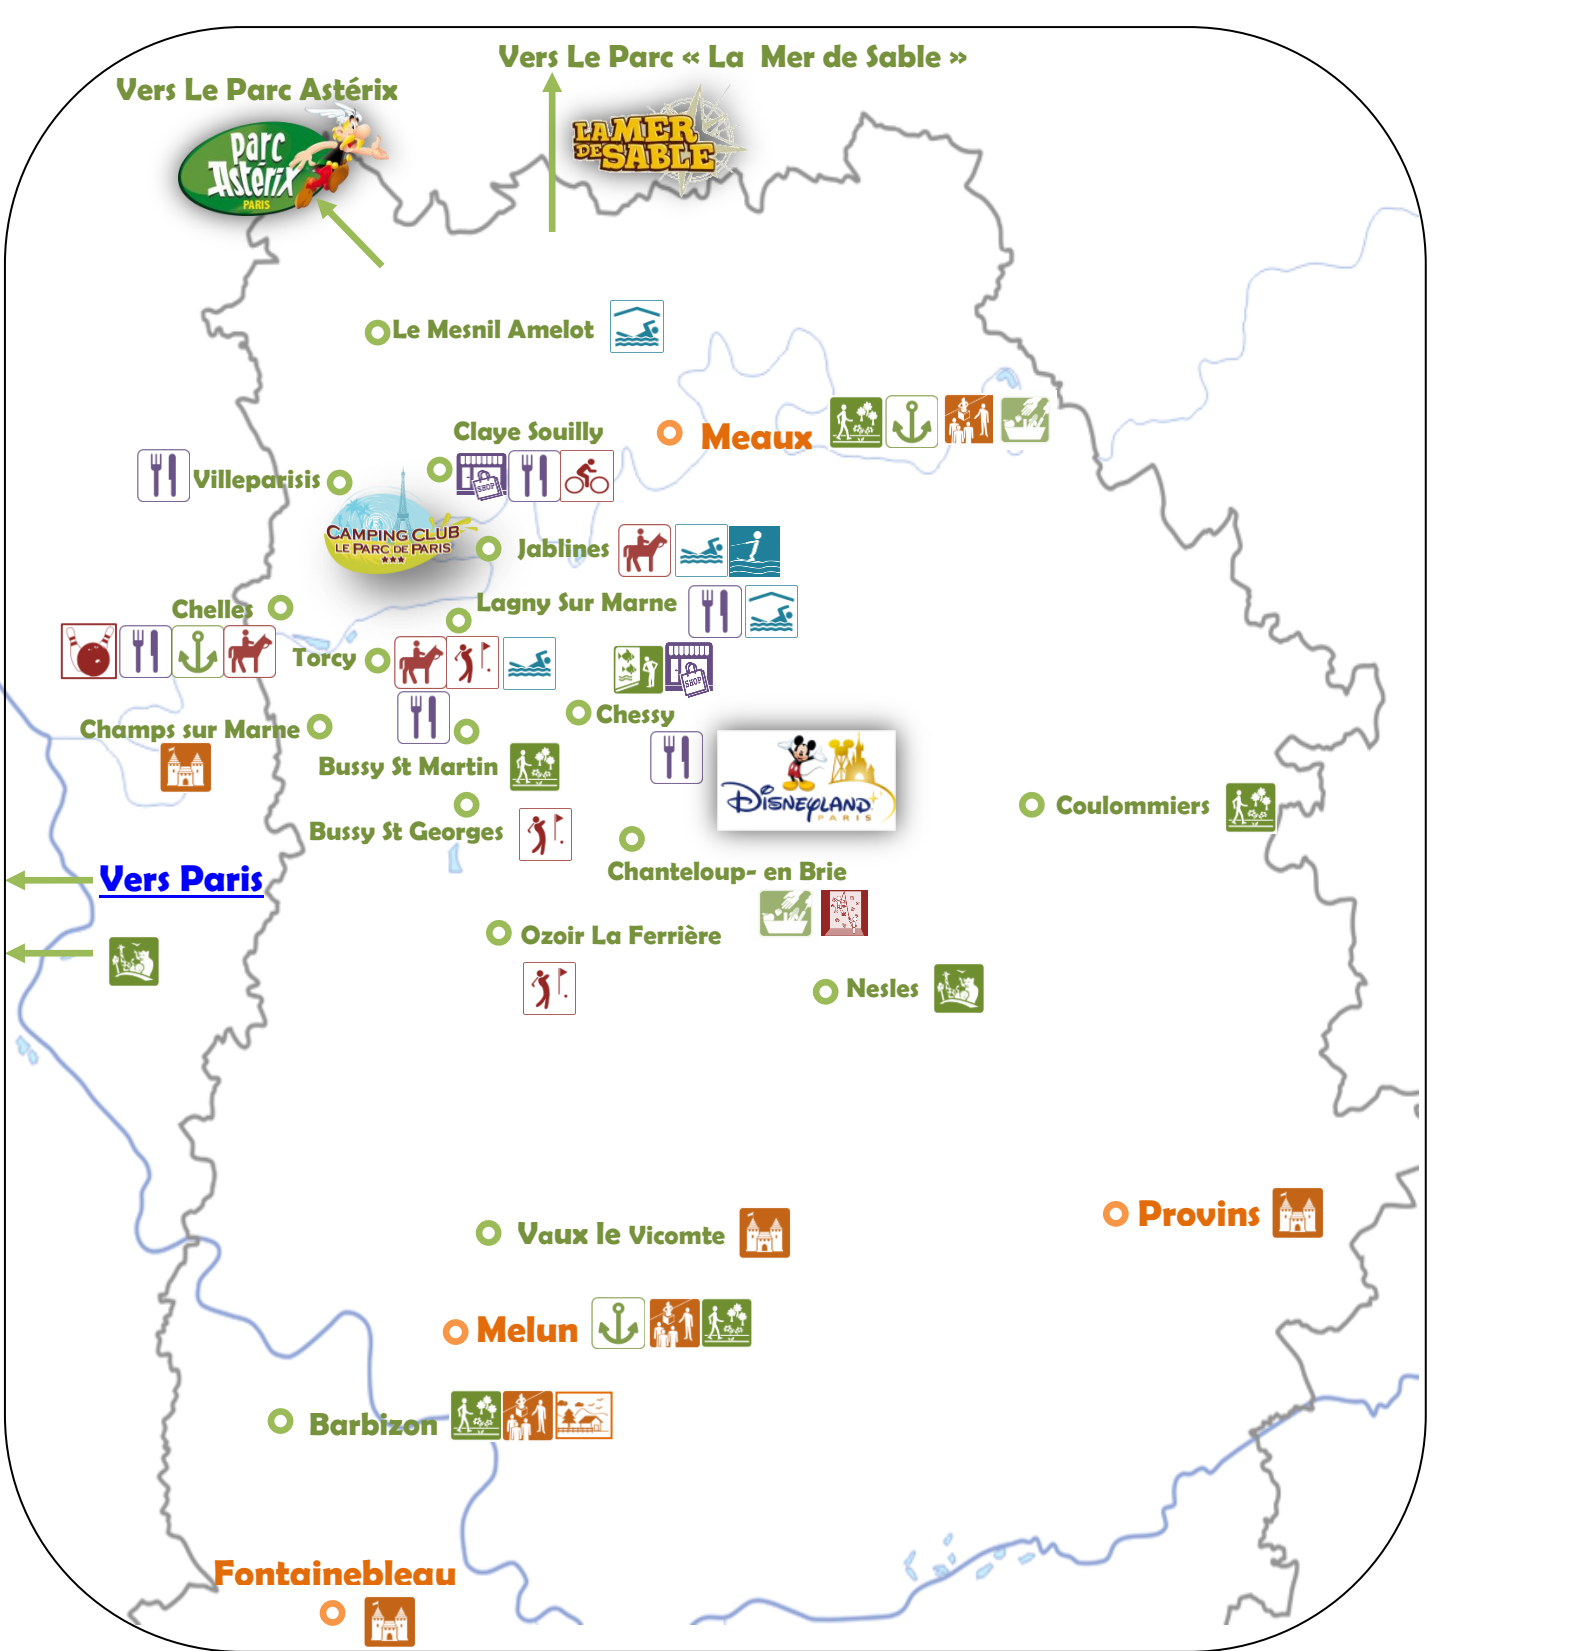 Vers Le Parc « La Mer de Sable »
Vers Le Parc Astérix
Parc
Astérix
PARIS
LA MER
DE SABLE
Le Mesnil Amelot
Claye Souilly
Meaux
Villeparisis
SHOP
CAMPING CLUB
LE PARC DE PARIS
Jablines
Chelles
Lagny Sur Marne
Torcy
SHOP
Chessy
Champs sur Marne
Bussy St Martin
DISNEYLAND
PARIS
Coulommiers
Bussy St Georges
Chanteloup- en Brie
Vers Paris
Ozoir La Ferrière
Nesles
Provins
Vaux le Vicomte
Melun
Barbizon
Fontainebleau